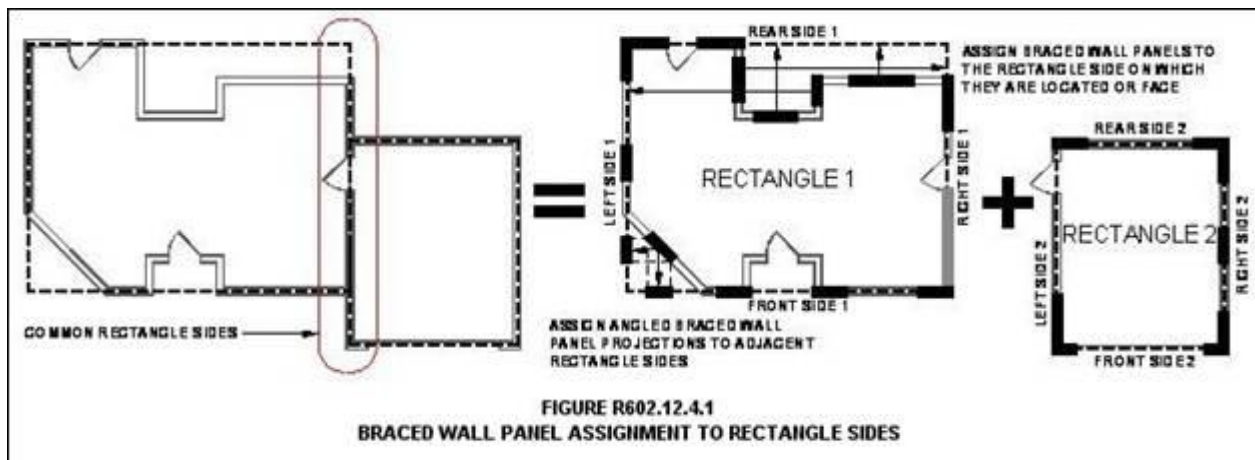 REAR SIDE 1
ASSIGN BRACED WALL PANELS TO
THE RECTANGLE SIDE ON WHICH
THEY ARE LOCATED OR FACE
REAR SIDE 2
LEFT SIDE 1
RECTANGLE 1
RIGHT SIDE 1
LEFT SIDE 2
RECTANGLE 2
RIGHT SIDE 2
FRONT SIDE 1
COMMON RECTANGLE SIDES
ASSIGN ANGLED BRACED WALL
PANEL PROJECTIONS TO ADJACENT
RECTANGLE SIDES
FRONT SIDE 2
FIGURE R602.12.4.1
BRACED WALL PANEL ASSIGNMENT TO RECTANGLE SIDES